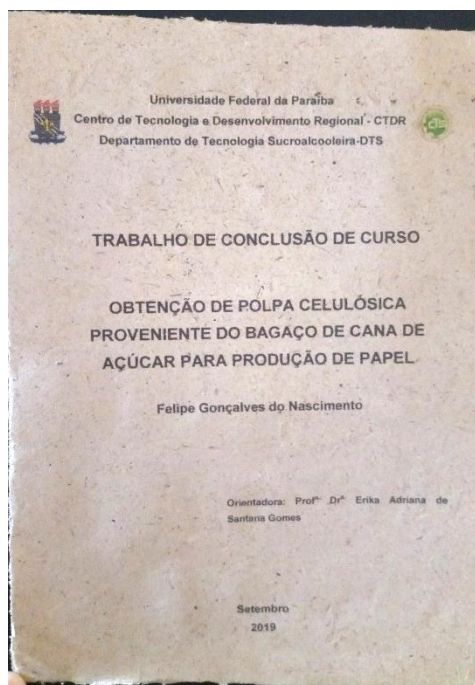 Universidade Federal da Paraíba
Centro de Tecnologia e Desenvolvimento Regional - CTDR
Departamento de Tecnologia Sucroalcooleira-DTS
TRABALHO DE CONCLUSÃO DE CURSO
OBTENÇÃO DE POLPA CELULÓSICA
PROVENIENTE DO BAGAÇO DE CANA DE
AÇÚCAR PARA PRODUÇÃO DE PAPEL
Felipe Gonçalves do Nascimento
Orientadora: Profª Drª Erika Adriana de
Santana Gomes
Setembro
2019